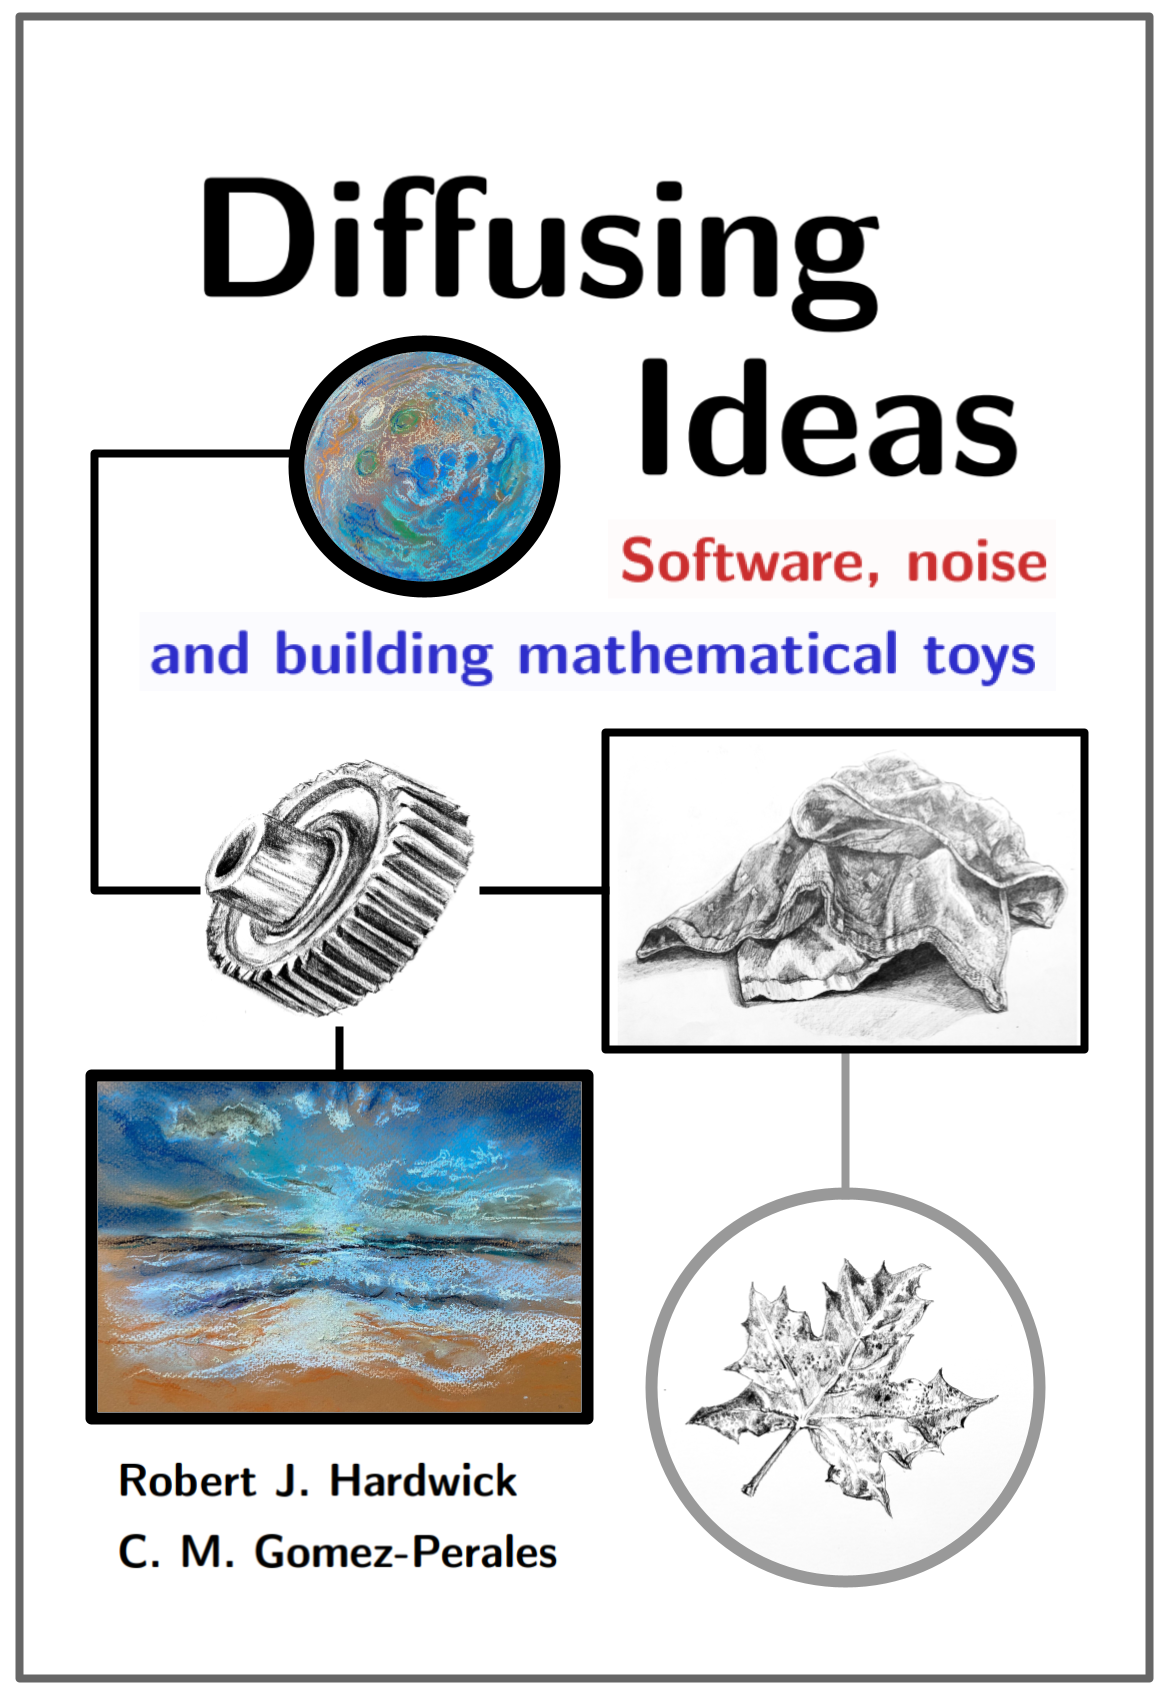 Diffusing
Ideas
Software, noise
and building mathematical toys
Robert J. Hardwick
C. M. Gomez-Perales